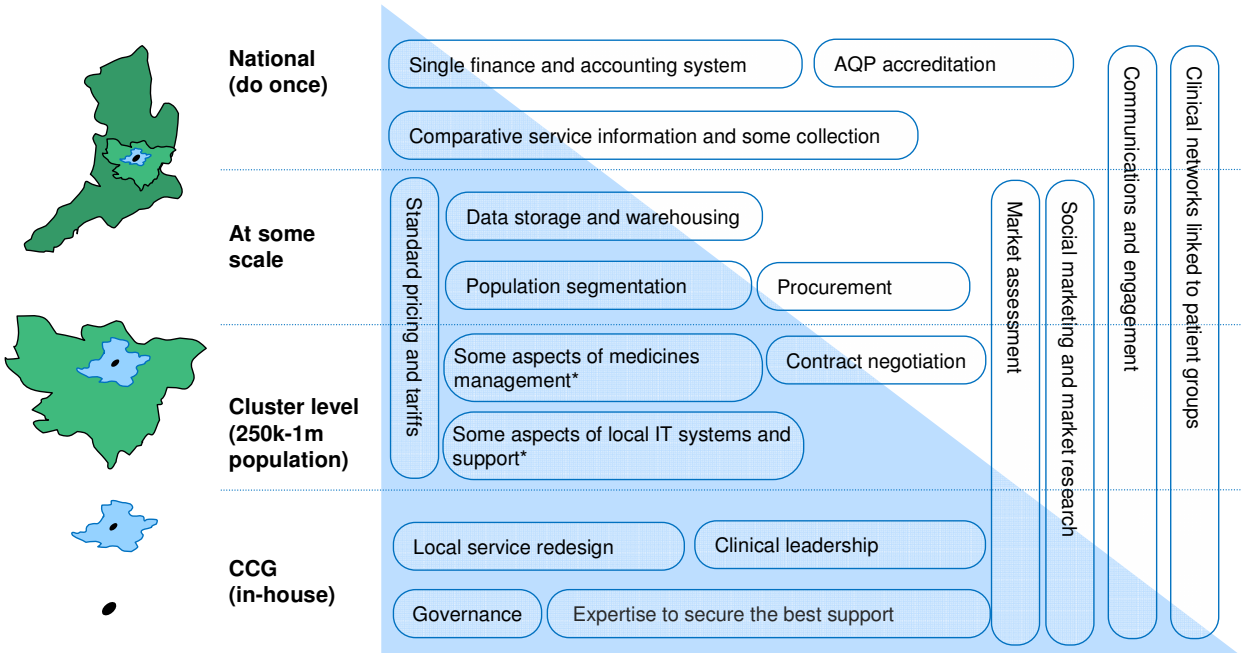 National
(do once)
Single finance and accounting system
AQP accreditation
Comparative service information and some collection
Communications and engagement
Clinical networks linked to patient groups
At some
scale
Standard pricing and tariffs
Data storage and warehousing
Population segmentation
Procurement
Market assessment
Social marketing and market research
Cluster level
(250k-1m
population)
Some aspects of medicines
management*
Contract negotiation
Some aspects of local IT systems and
support*
CCG
(in-house)
Local service redesign
Clinical leadership
Governance
Expertise to secure the best support